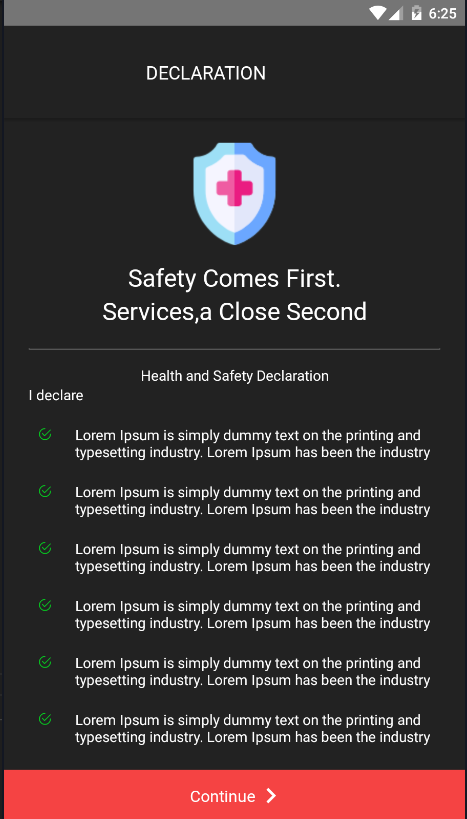 6:25
DECLARATION
Safety Comes First.
Services,a Close Second
Health and Safety Declaration
I declare
Lorem Ipsum is simply dummy text on the printing and
typesetting industry. Lorem Ipsum has been the industry
Lorem Ipsum is simply dummy text on the printing and
typesetting industry. Lorem Ipsum has been the industry
Lorem Ipsum is simply dummy text on the printing and
typesetting industry. Lorem Ipsum has been the industry
Lorem Ipsum is simply dummy text on the printing and
typesetting industry. Lorem Ipsum has been the industry
Lorem Ipsum is simply dummy text on the printing and
typesetting industry. Lorem Ipsum has been the industry
Lorem Ipsum is simply dummy text on the printing and
typesetting industry. Lorem Ipsum has been the industry
Continue